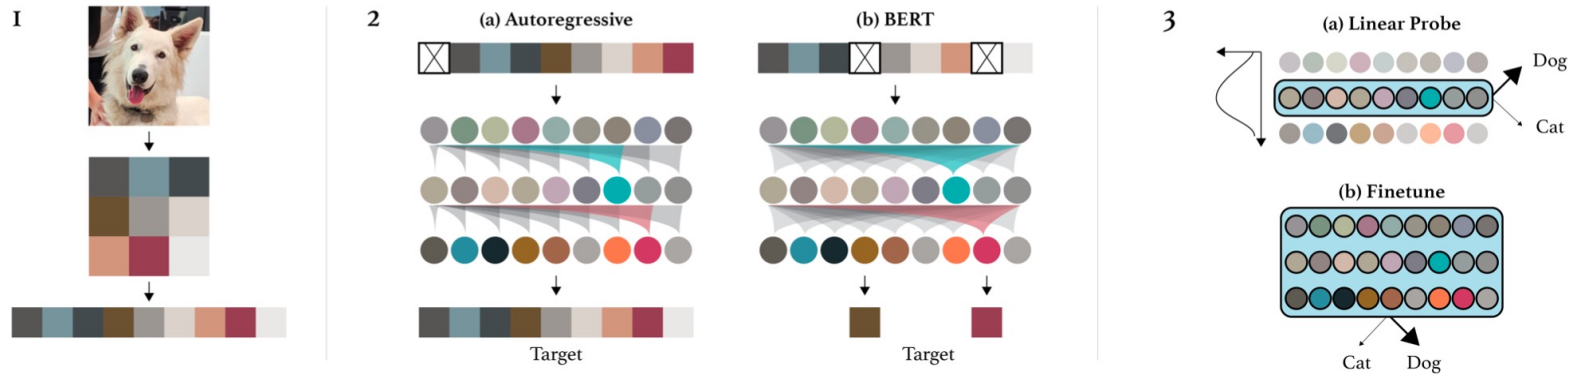 1
2
(a) Autoregressive
(b) BERT
Target
Target
3
(a) Linear Probe
Dog
Cat
(b) Finetune
Cat
Dog